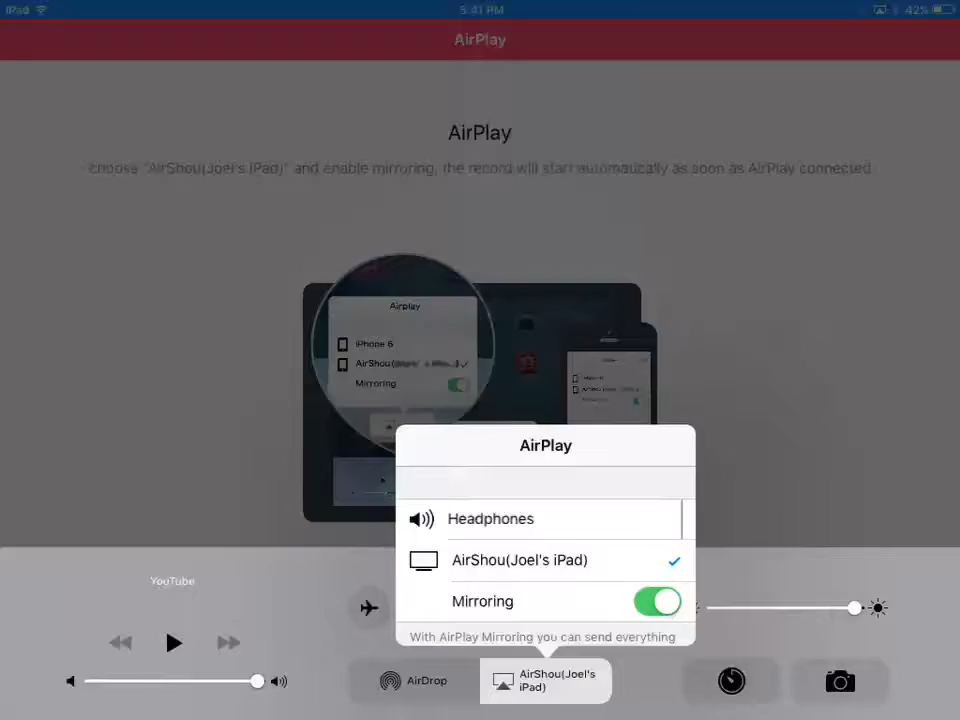 iPad
5:41 PM
42%
AirPlay
AirPlay
choose "AirShou(Joel's iPad)" and enable mirroring, the record will start automatically as soon as AirPlay connected
Airplay
iPhone 6
AirShou(
Mirroring
AirPlay
Headphones
AirShou(Joel's iPad)
Mirroring
With AirPlay Mirroring you can send everything
YouTube
AirDrop
AirShou(Joel's
iPad)